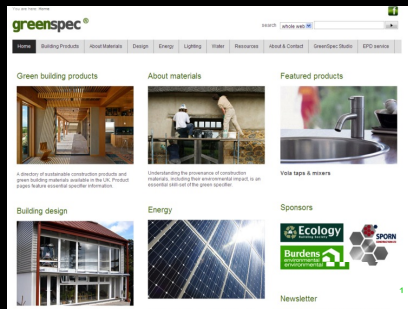 You are here: Home
greenspec®
search whole web
Home Building Products About Materials Design Energy Lighting Water Resources About & Contact GreenSpec Studio EPD service
Green building products
About materials
Featured products
A directory of sustainable construction products and
green building materials available in the UK. Product
pages feature essential specifier information.
Understanding the provenance of construction
materials, including their environmental impact, is an
essential skill-set of the green specifier.
Vola taps & mixers
Building design
Energy
Sponsors
Ecology
Building Society
SPORN
Burdens
environmental
Newsletter
1